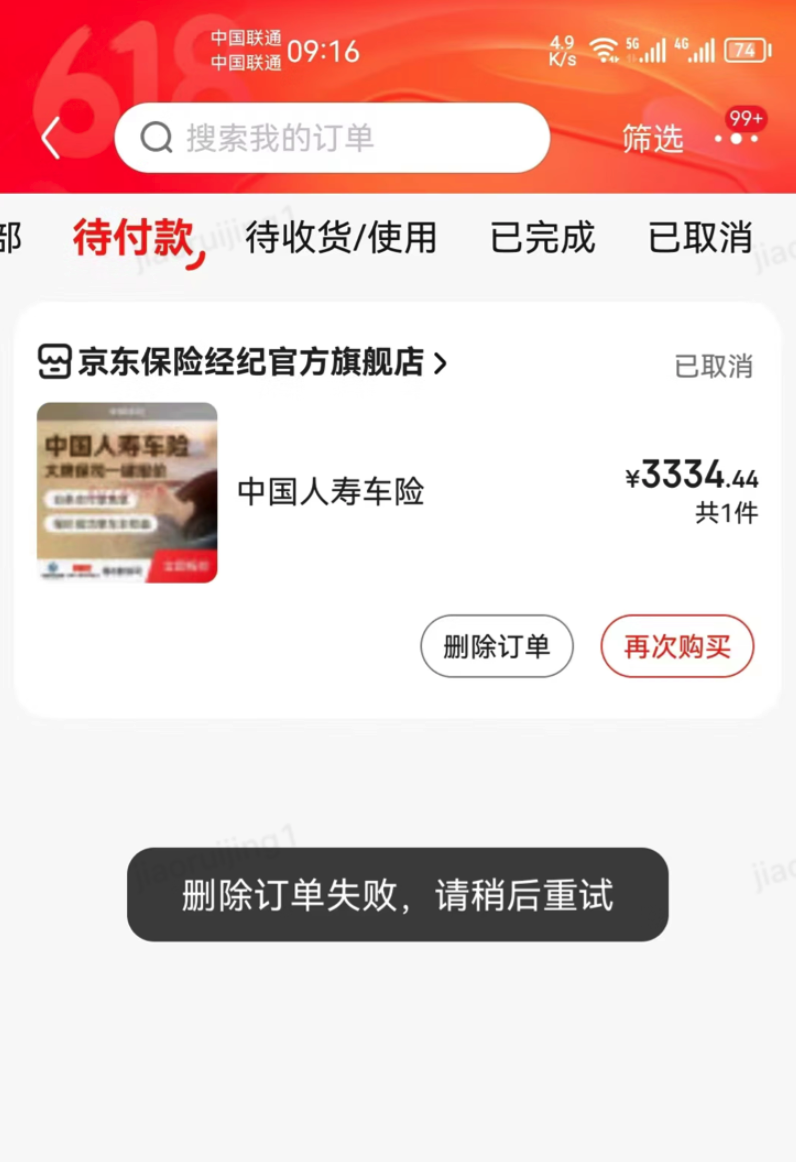 618
中国联通
中国联通
09:16
4.9
K/s
5G
4G
74
搜索我的订单
筛选
99+
部
待付款
待收货/使用
已完成
已取消
jiaoruijing1
京东保险经纪官方旗舰店
已取消
中国人寿车险
中国人寿车险
¥3334.44
共1件
删除订单
再次购买
jiaoruijing1
删除订单失败，请稍后重试